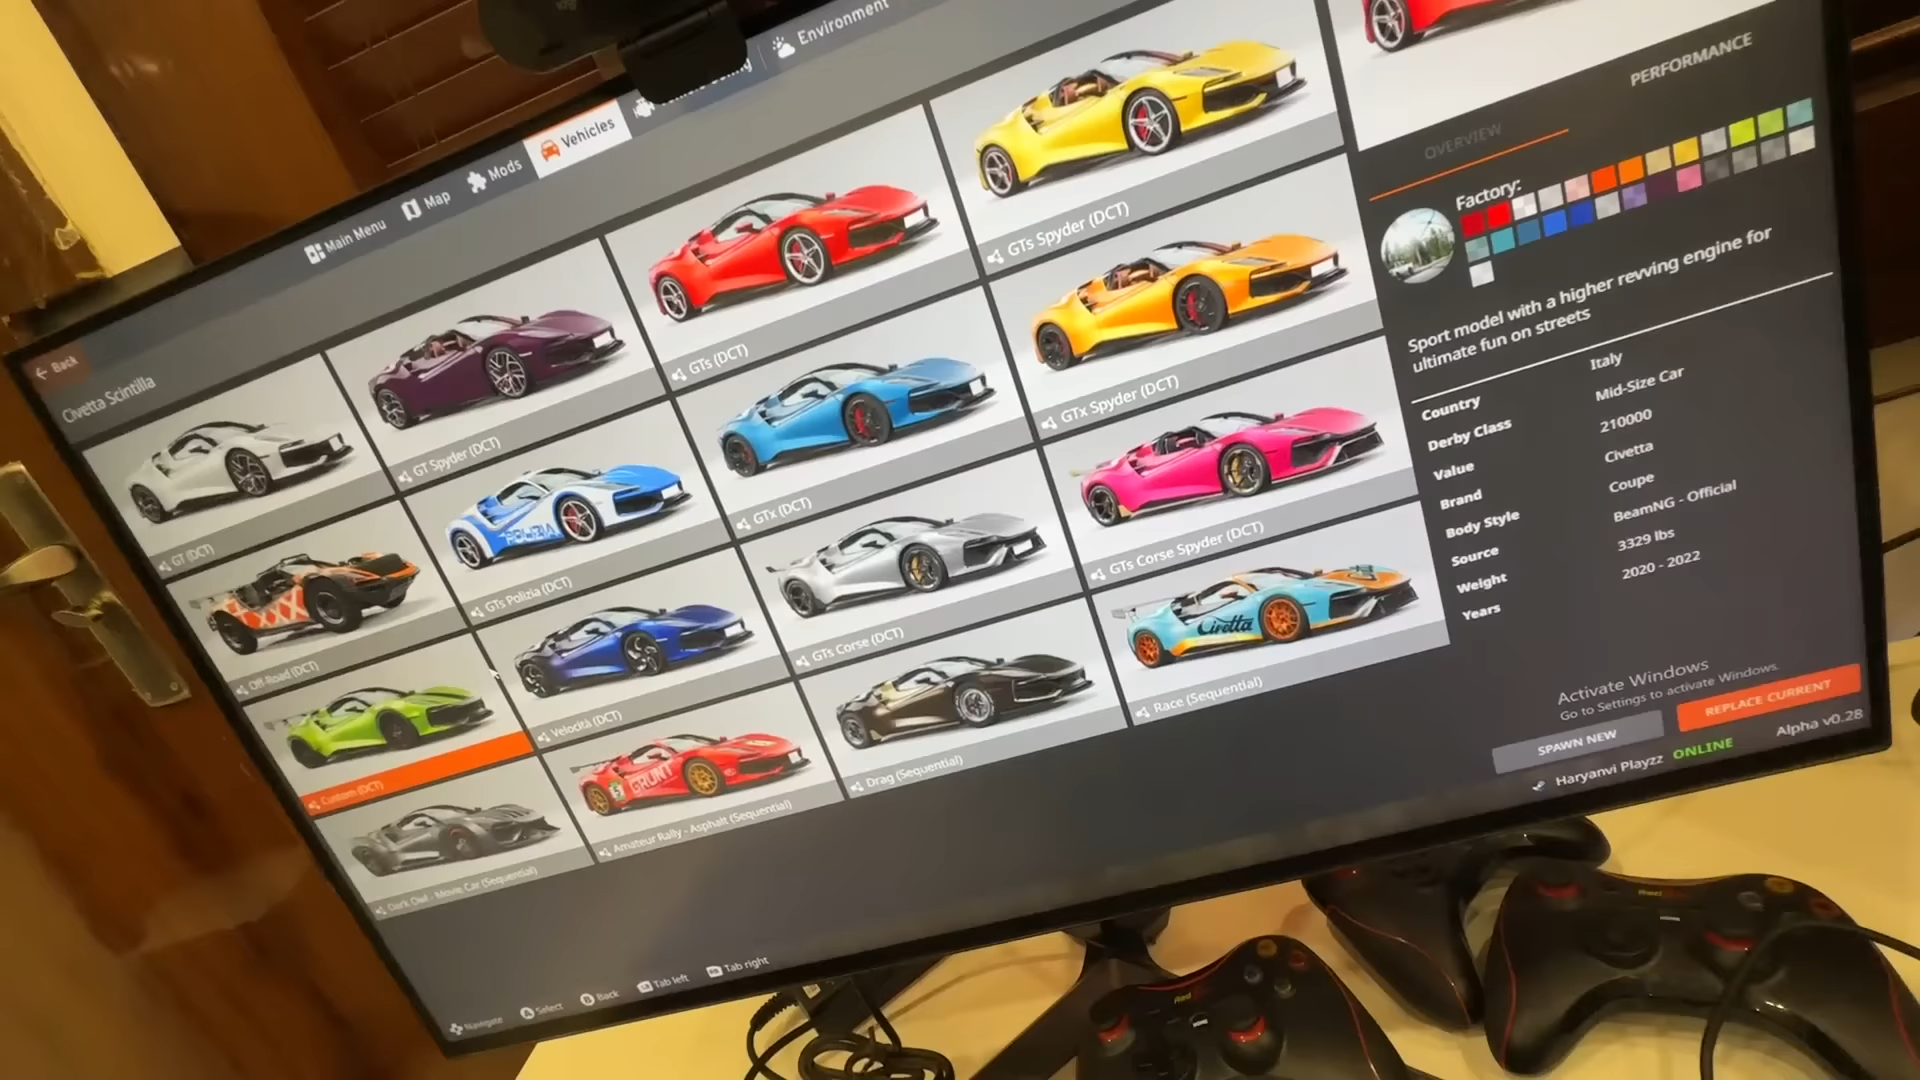 Main Menu
Map
Mods
Vehicles
Environment
Back
Civetta Scintilla
GT (DCT)
GT Spyder (DCT)
GTs (DCT)
GTs Spyder (DCT)
Off-Road (DCT)
GTs Polizia (DCT)
POLIZIA
GTx (DCT)
GTx Spyder (DCT)
Custom (DCT)
Velocità (DCT)
GTs Corse (DCT)
GTs Corse Spyder (DCT)
Dark Owl - Movie Car (Sequential)
GRUNT
Amateur Rally - Asphalt (Sequential)
Drag (Sequential)
Civetta
Race (Sequential)
OVERVIEW
PERFORMANCE
Factory:
Sport model with a higher revving engine for
ultimate fun on streets
Country Italy
Derby Class Mid-Size Car
Value 210000
Brand Civetta
Body Style Coupe
Source BeamNG - Official
Weight 3329 lbs
Years 2020 - 2022
Activate Windows
Go to Settings to activate Windows.
SPAWN NEW
REPLACE CURRENT
Haryanvi Playzz ONLINE Alpha v0.28
Navigate
Select
Back
Tab left
Tab right